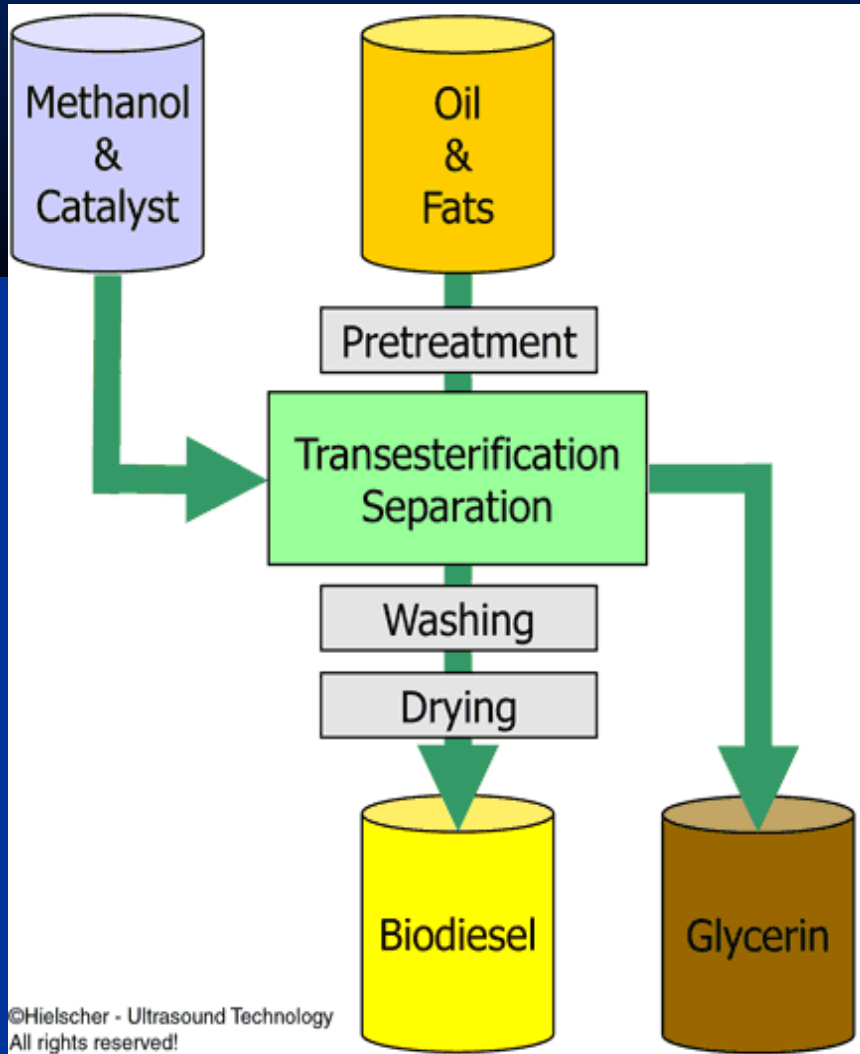 Methanol
&
Catalyst
Oil
&
Fats
Pretreatment
Transesterification
Separation
Washing
Drying
Biodiesel
Glycerin
©Hielscher - Ultrasound Technology
All rights reserved!